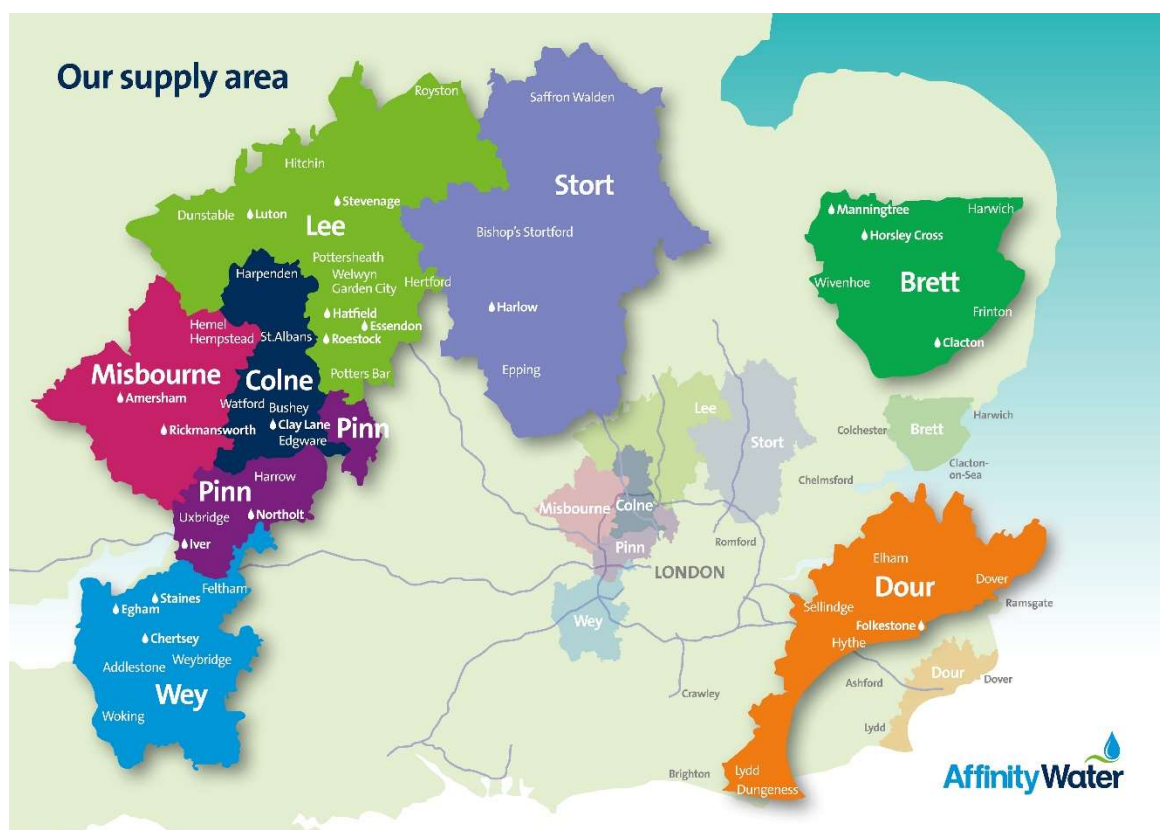 Our supply area
Royston
Saffron Walden
Hitchin
Stevenage
Dunstable
Luton
Lee
Stort
Manningtree
Harwich
Horsley Cross
Bishop's Stortford
Pottersheath
Harpenden
Welwyn
Garden City
Hertford
Wivenhoe
Brett
Harlow
Hatfield
Essendon
Frinton
Hemel
Hempstead
St.Albans
Roestock
Clacton
Misbourne
Colne
Potters Bar
Epping
Amersham
Watford
Bushey
Rickmansworth
Clay Lane
Edgware
Pinn
Lee
Stort
Harwich
Colchester
Brett
Clacton-
on-Sea
Chelmsford
Pinn
Harrow
Uxbridge
Northolt
Iver
Misbourne
Colne
Pinn
Romford
LONDON
Wey
Elham
Dour
Dover
Ramsgate
Sellindge
Folkestone
Hythe
Feltham
Staines
Egham
Chertsey
Addlestone
Weybridge
Wey
Woking
Crawley
Ashford
Dour
Dover
Lydd
Brighton
Lydd
Dungeness
Affinity Water